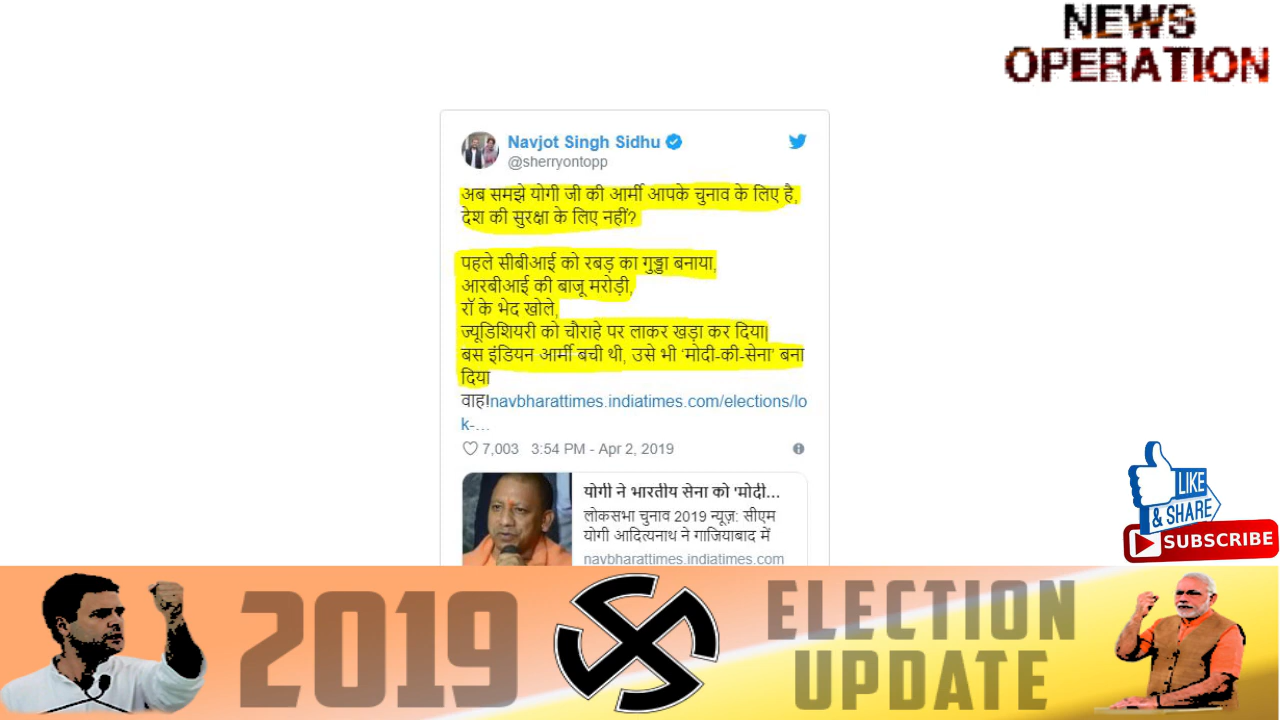 NEWS
OPERATION
Navjot Singh Sidhu
@sherryontopp
अब समझे योगी जी की आर्मी आपके चुनाव के लिए है,
देश की सुरक्षा के लिए नहीं?
पहले सीबीआई को रबड़ का गुड्डा बनाया,
आरबीआई की बाजू मरोड़ी,
रॉ के भेद खोले,
ज्यूडिशियरी को चौराहे पर लाकर खड़ा कर दिया|
बस इंडियन आर्मी बची थी, उसे भी 'मोदी-की-सेना' बना
दिया
वाह!navbharattimes.indiatimes.com/elections/lo
k-…
7,003 3:54 PM - Apr 2, 2019
योगी ने भारतीय सेना को 'मोदी...
लोकसभा चुनाव 2019 न्यूज़: सीएम
योगी आदित्यनाथ ने गाजियाबाद में
navbharattimes.indiatimes.com
LIKE
& SHARE
SUBSCRIBE
2019
ELECTION
UPDATE